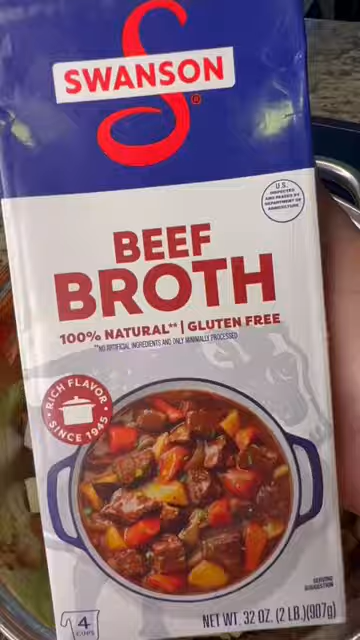 SWANSON
®
U.S.
INSPECTED
AND PASSED BY
DEPARTMENT OF
AGRICULTURE
BEEF
BROTH
100% NATURAL** | GLUTEN FREE
**NO ARTIFICIAL INGREDIENTS AND ONLY MINIMALLY PROCESSED
• RICH FLAVOR •
SINCE 1945
SERVING
SUGGESTION
4
CUPS
NET WT. 32 OZ. (2 LB.)(907g)